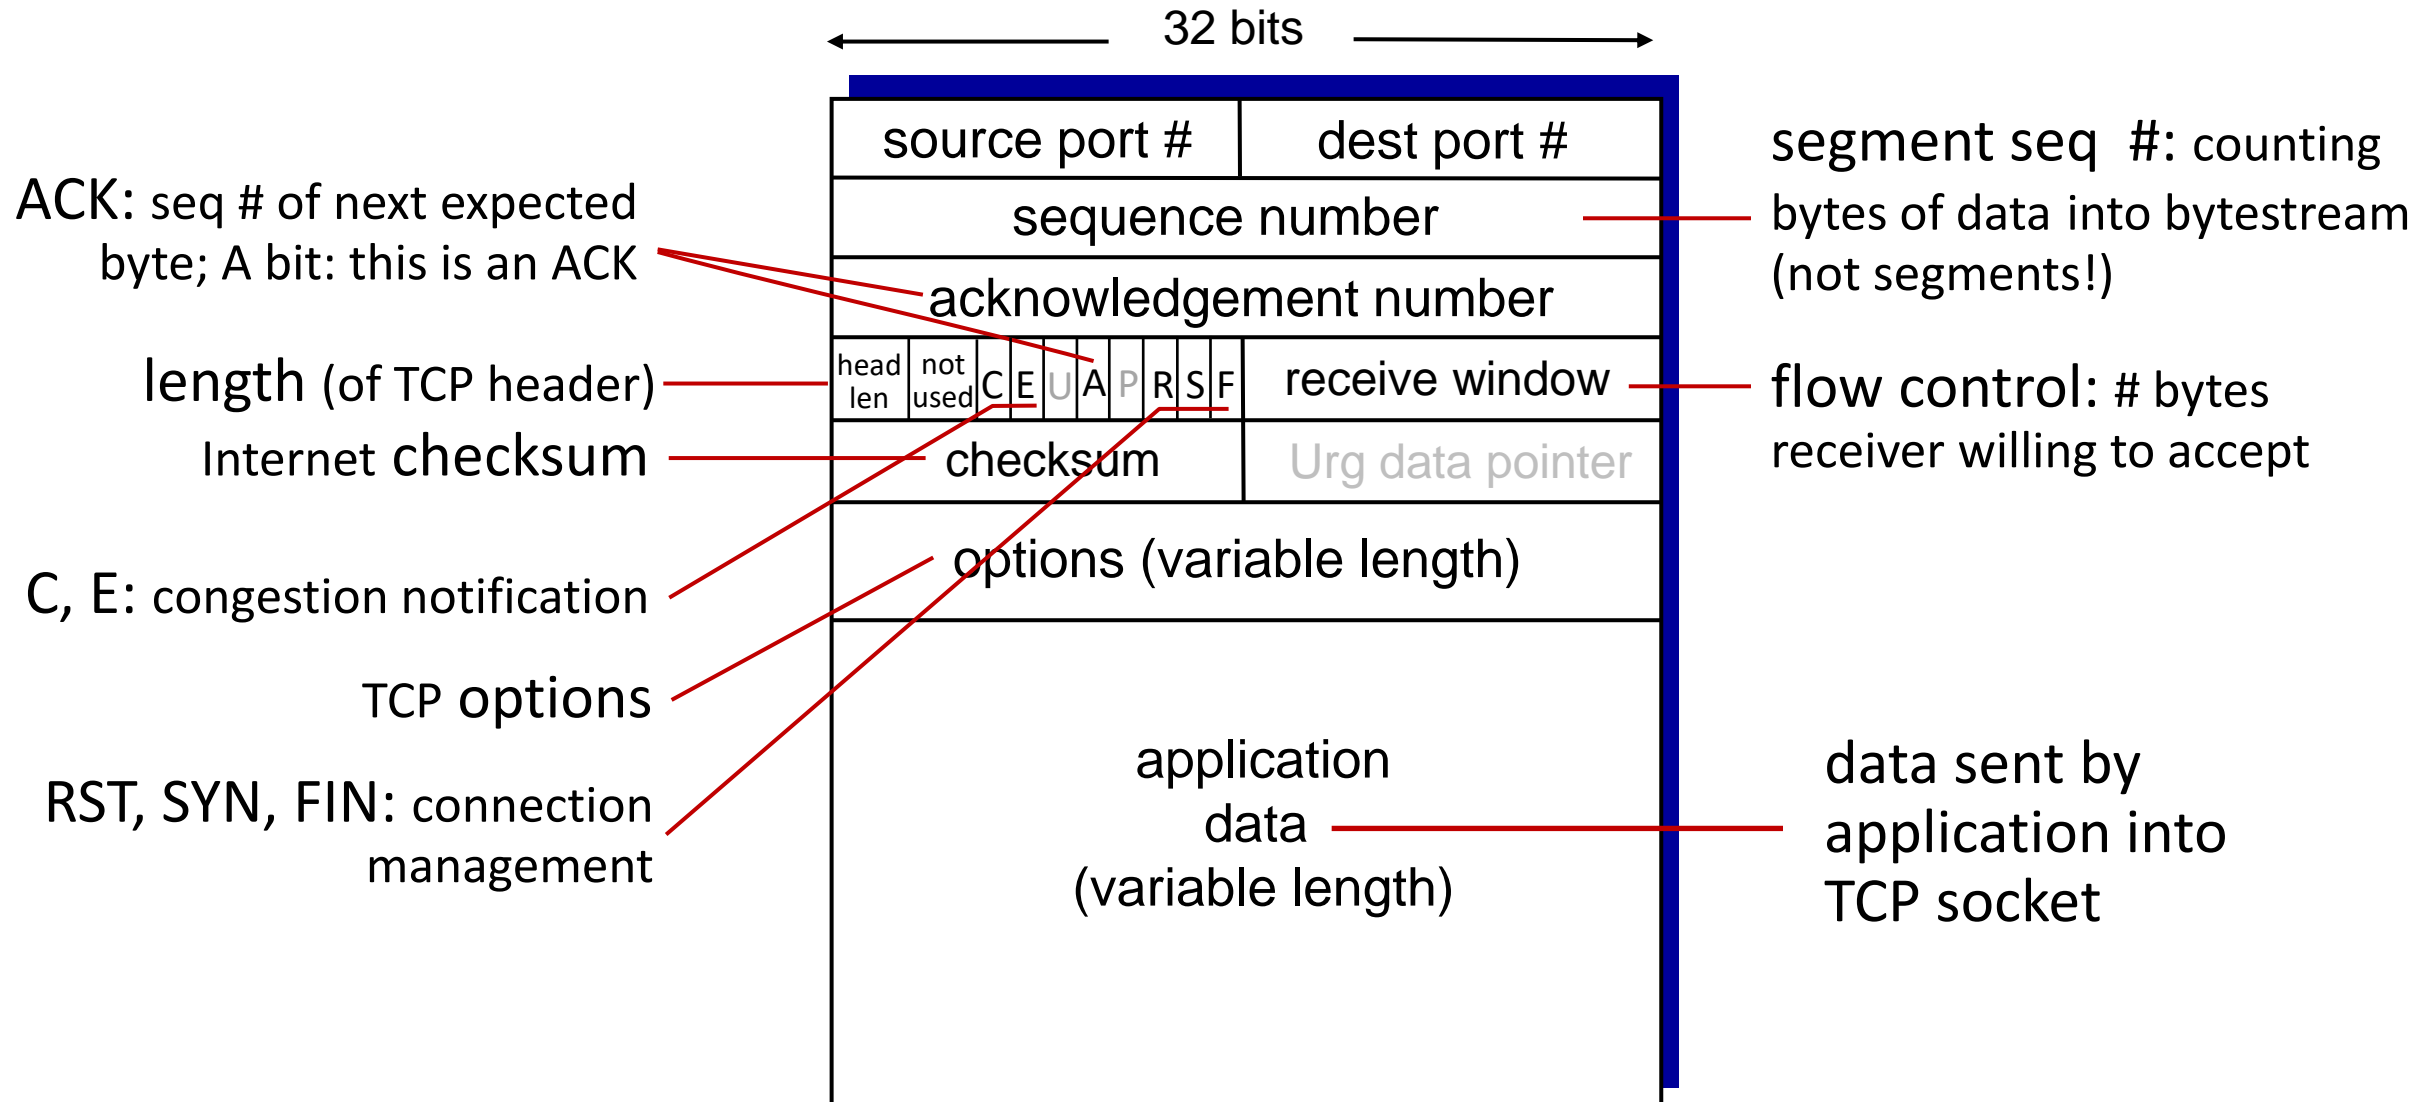 32 bits
source port #
dest port #
segment seq #: counting
bytes of data into bytestream
(not segments!)
ACK: seq # of next expected
byte; A bit: this is an ACK
sequence number
acknowledgement number
length (of TCP header)
head
len
not
used
C
E
U
A
P
R
S
F
receive window
flow control: # bytes
receiver willing to accept
Internet checksum
checksum
Urg data pointer
C, E: congestion notification
options (variable length)
TCP options
RST, SYN, FIN: connection
management
application
data
(variable length)
data sent by
application into
TCP socket